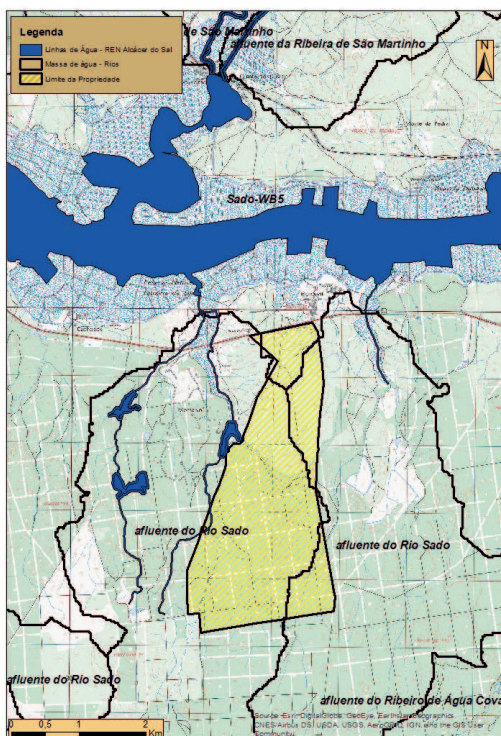 Legenda
Linhas de Água - REN Alcácer do Sal
Massa de água - Rios
Limite da Propriedade
de São Martinho
afluente da Ribeira de São Martinho
N
Sado-WB5
afluente do Rio Sado
afluente do Rio Sado
afluente do Rio Sado
afluente do Ribeiro de Água Cova
0 0,5 1 2
Km
Source: Esri, DigitalGlobe, GeoEye, Earthstar Geographics,
CNES/Airbus DS, USDA, USGS, AeroGRID, IGN, and the GIS User
Community